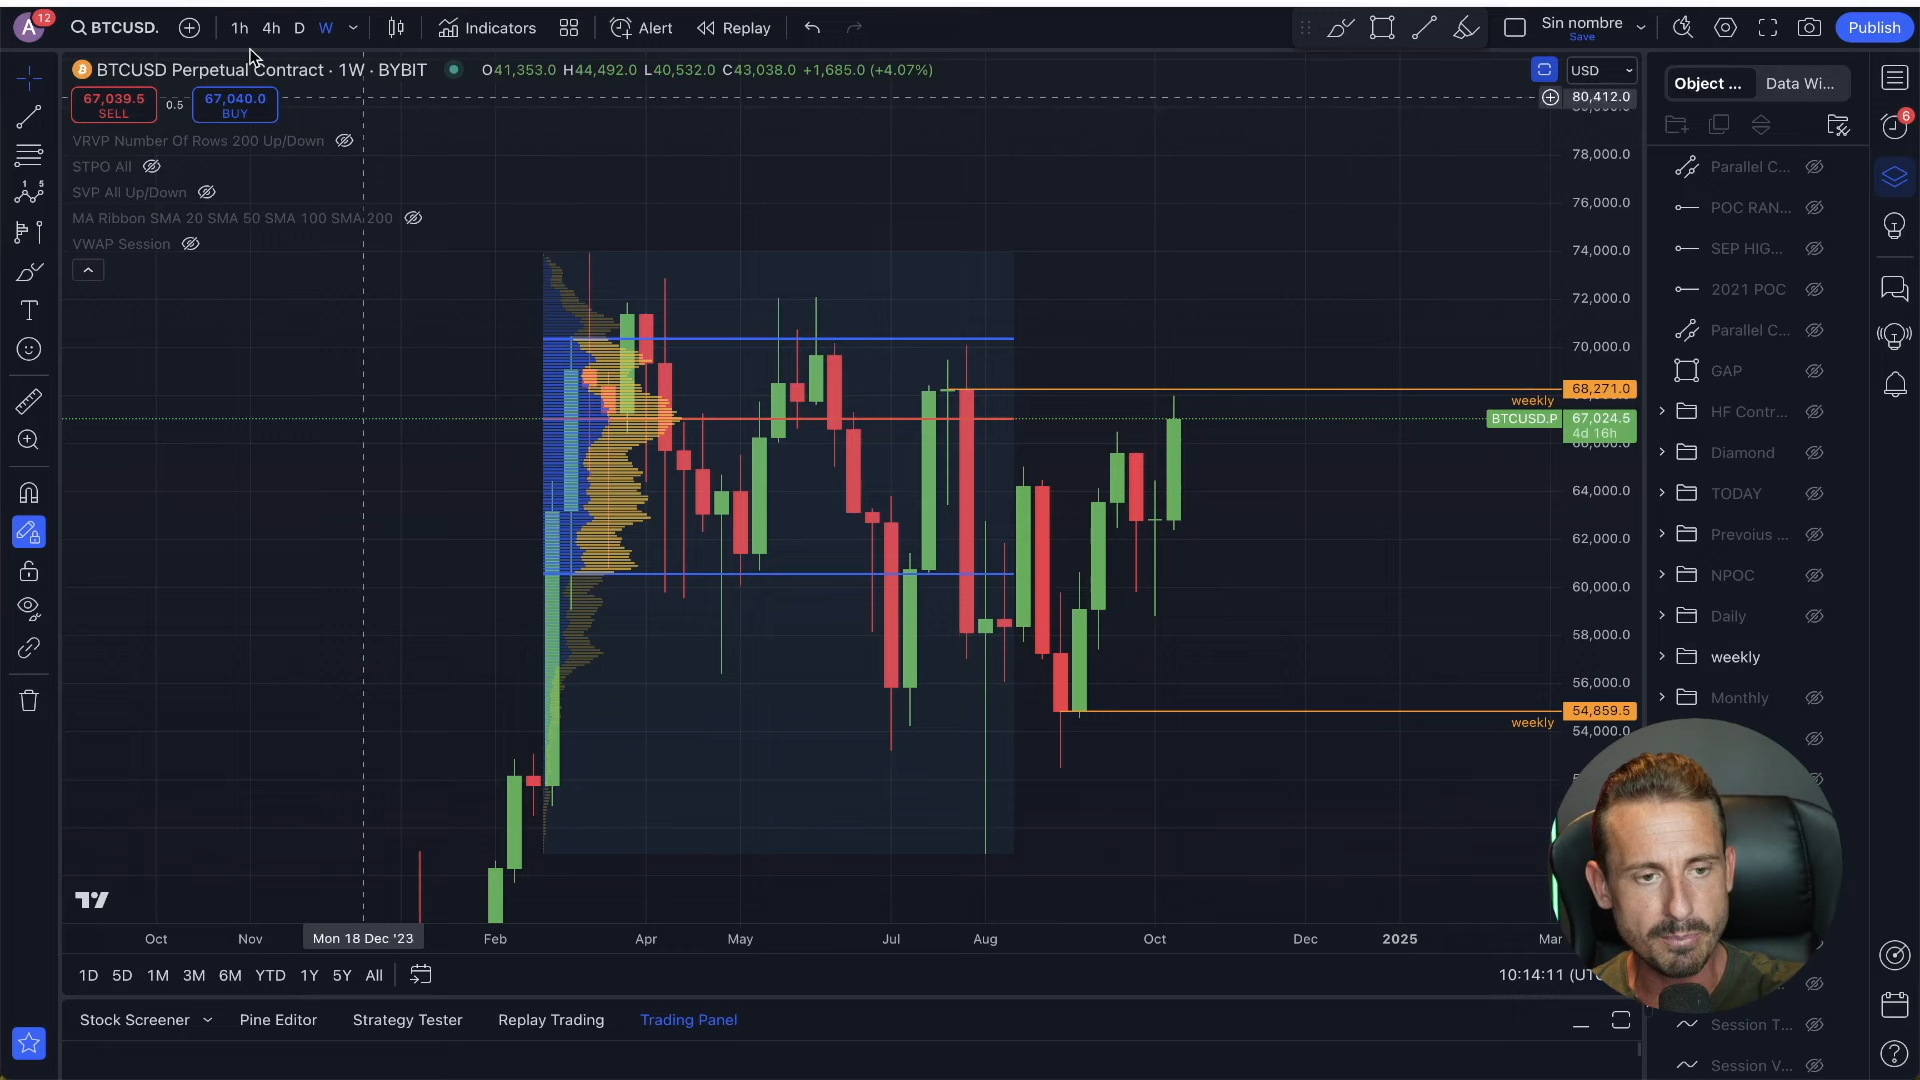 A 12 BTCUSD. 1h 4h D W Indicators Alert Replay Sin nombre Save Publish
BTCUSD Perpetual Contract · 1W · BYBIT O41,353.0 H44,492.0 L40,532.0 C43,038.0 +1,685.0 (+4.07%) USD
67,039.5 SELL 0.5 67,040.0 BUY
VRVP Number Of Rows 200 Up/Down
STPO All
SVP All Up/Down
MA Ribbon SMA 20 SMA 50 SMA 100 SMA 200
VWAP Session
80,412.0
78,000.0
76,000.0
74,000.0
72,000.0
70,000.0
68,271.0
weekly
BTCUSD.P 67,024.5
4d 16h
66,000.0
64,000.0
62,000.0
60,000.0
58,000.0
56,000.0
54,859.5
weekly
54,000.0
Oct Nov Mon 18 Dec '23 Feb Apr May Jul Aug Oct Dec 2025 Mar
1D 5D 1M 3M 6M YTD 1Y 5Y All 10:14:11
Stock Screener Pine Editor Strategy Tester Replay Trading Trading Panel
Object ... Data Wi...
6
Parallel C...
POC RAN...
SEP HIG...
2021 POC
Parallel C...
GAP
HF Contr...
Diamond
TODAY
Prevoius ...
NPOC
Daily
weekly
Monthly
Session T...
Session V...